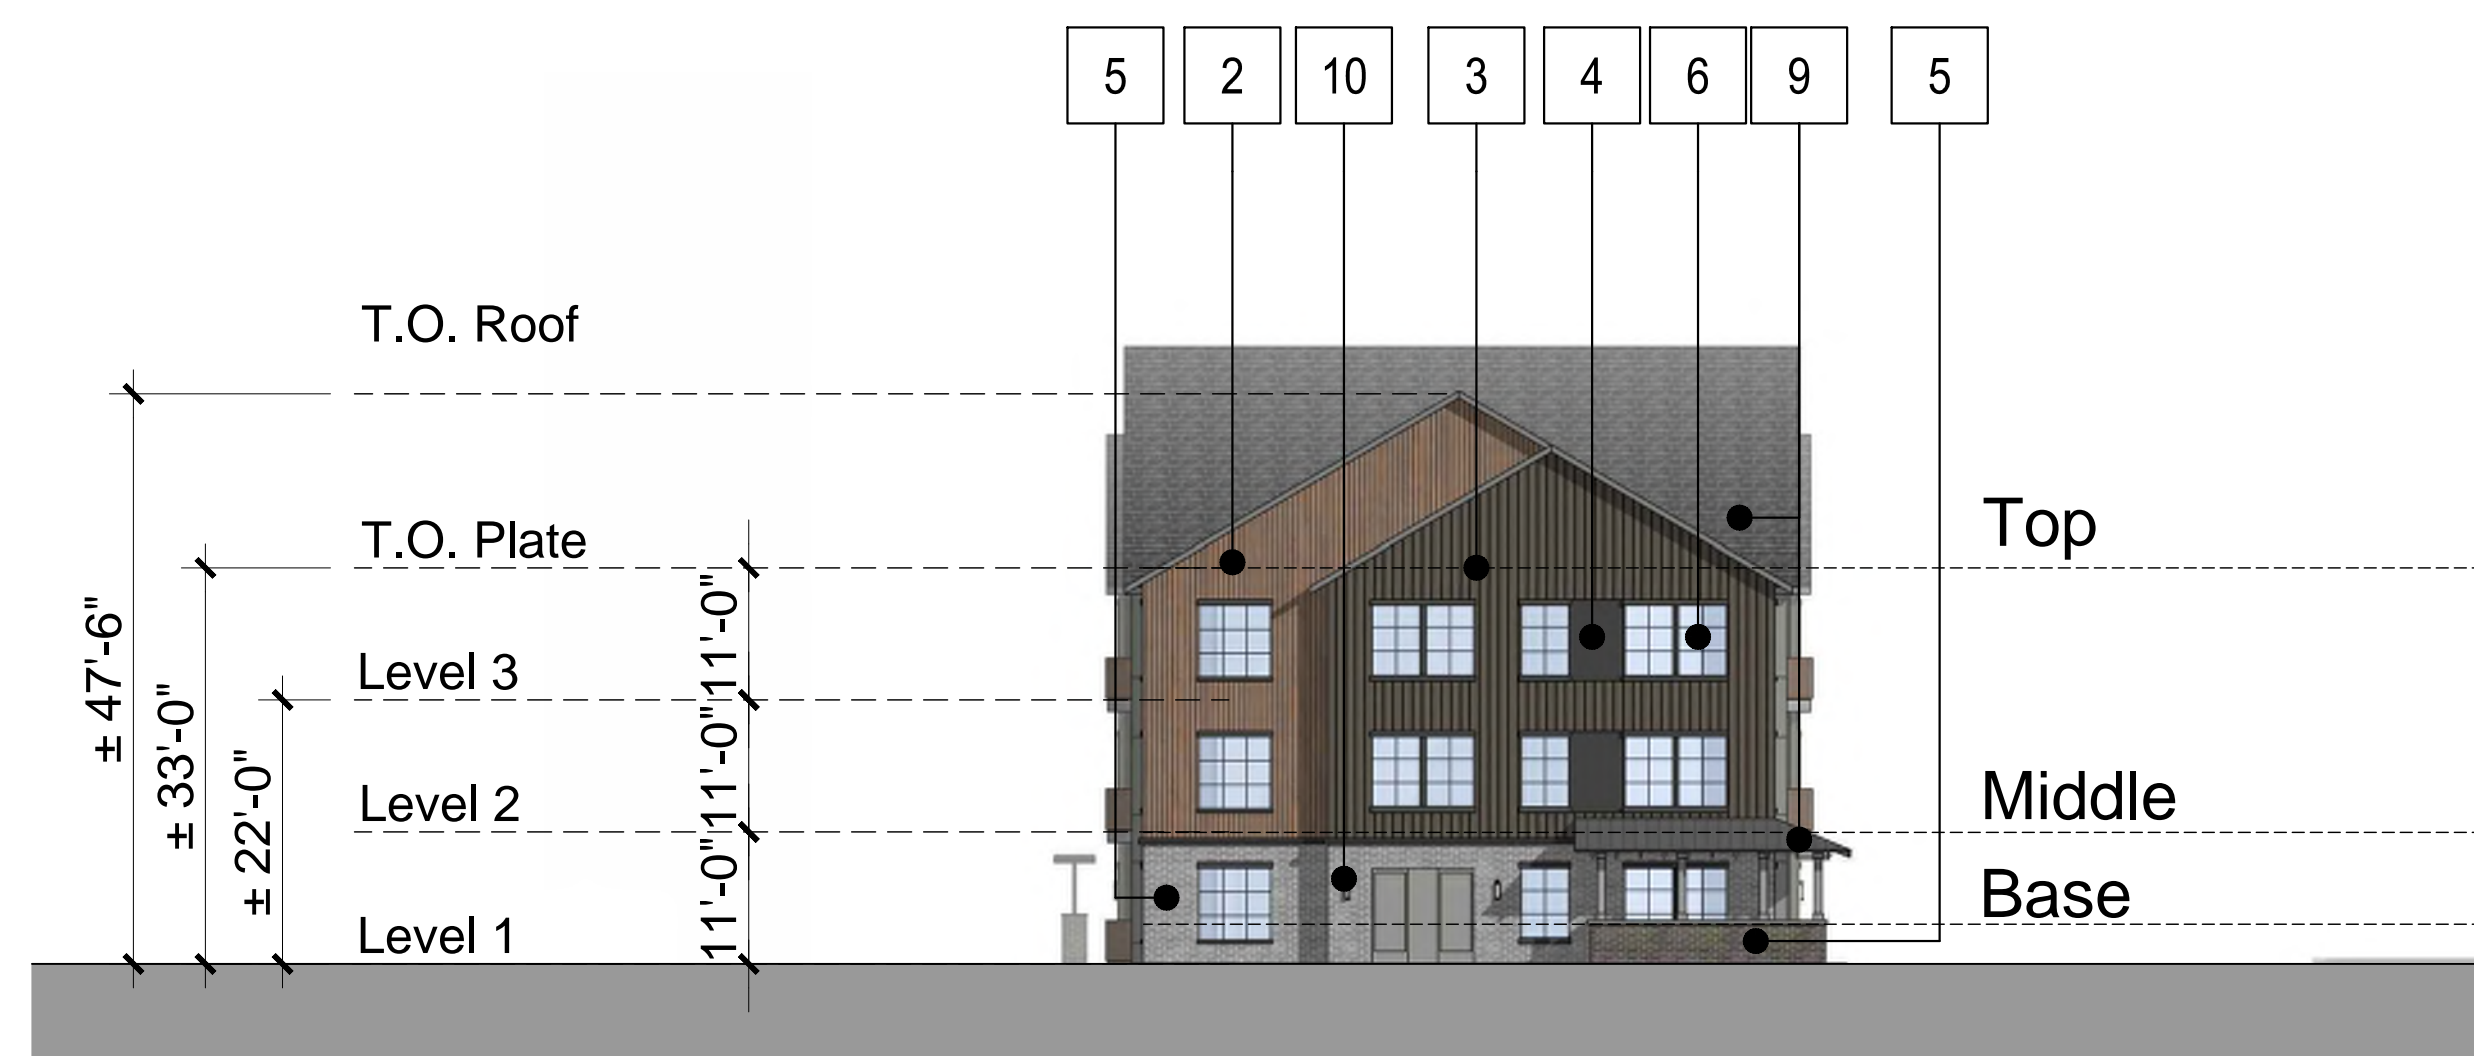 5 2 10 3 4 6 9 5
T.O. Roof
T.O. Plate
Top
Level 3
Level 2
Middle
Base
Level 1
± 47'-6"
± 33'-0"
± 22'-0"
11'-0"
11'-0"
11'-0"